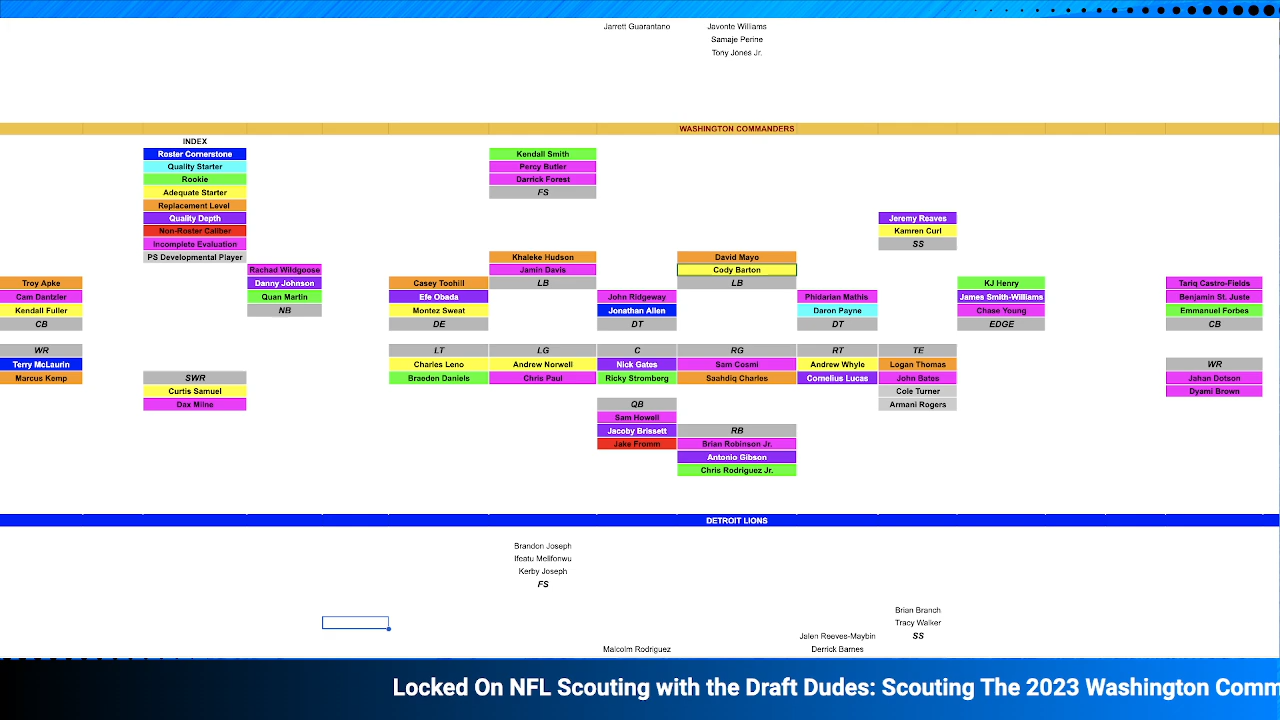 Jarrett Guarantano
Javonte Williams
Samaje Perine
Tony Jones Jr.
WASHINGTON COMMANDERS
INDEX
Roster Cornerstone
Quality Starter
Rookie
Adequate Starter
Replacement Level
Quality Depth
Non-Roster Caliber
Incomplete Evaluation
PS Developmental Player
Kendall Smith
Percy Butler
Darrick Forest
FS
Jeremy Reaves
Kamren Curl
SS
Rachad Wildgoose
Danny Johnson
Quan Martin
NB
Khaleke Hudson
Jamin Davis
LB
David Mayo
Cody Barton
LB
Troy Apke
Cam Dantzler
Kendall Fuller
CB
Casey Toohill
Efe Obada
Montez Sweat
DE
John Ridgeway
Jonathan Allen
DT
Phidarian Mathis
Daron Payne
DT
KJ Henry
James Smith-Williams
Chase Young
EDGE
Tariq Castro-Fields
Benjamin St. Juste
Emmanuel Forbes
CB
WR
Terry McLaurin
Marcus Kemp
SWR
Curtis Samuel
Dax Milne
LT
Charles Leno
Braeden Daniels
LG
Andrew Norwell
Chris Paul
C
Nick Gates
Ricky Stromberg
RG
Sam Cosmi
Saahdiq Charles
RT
Andrew Whyle
Cornelius Lucas
TE
Logan Thomas
John Bates
Cole Turner
Armani Rogers
WR
Jahan Dotson
Dyami Brown
QB
Sam Howell
Jacoby Brissett
Jake Fromm
RB
Brian Robinson Jr.
Antonio Gibson
Chris Rodriguez Jr.
DETROIT LIONS
Brandon Joseph
Ifeatu Melifonwu
Kerby Joseph
FS
Brian Branch
Tracy Walker
SS
Malcolm Rodriguez
Jalen Reeves-Maybin
Derrick Barnes
Locked On NFL Scouting with the Draft Dudes: Scouting The 2023 Washington Comm